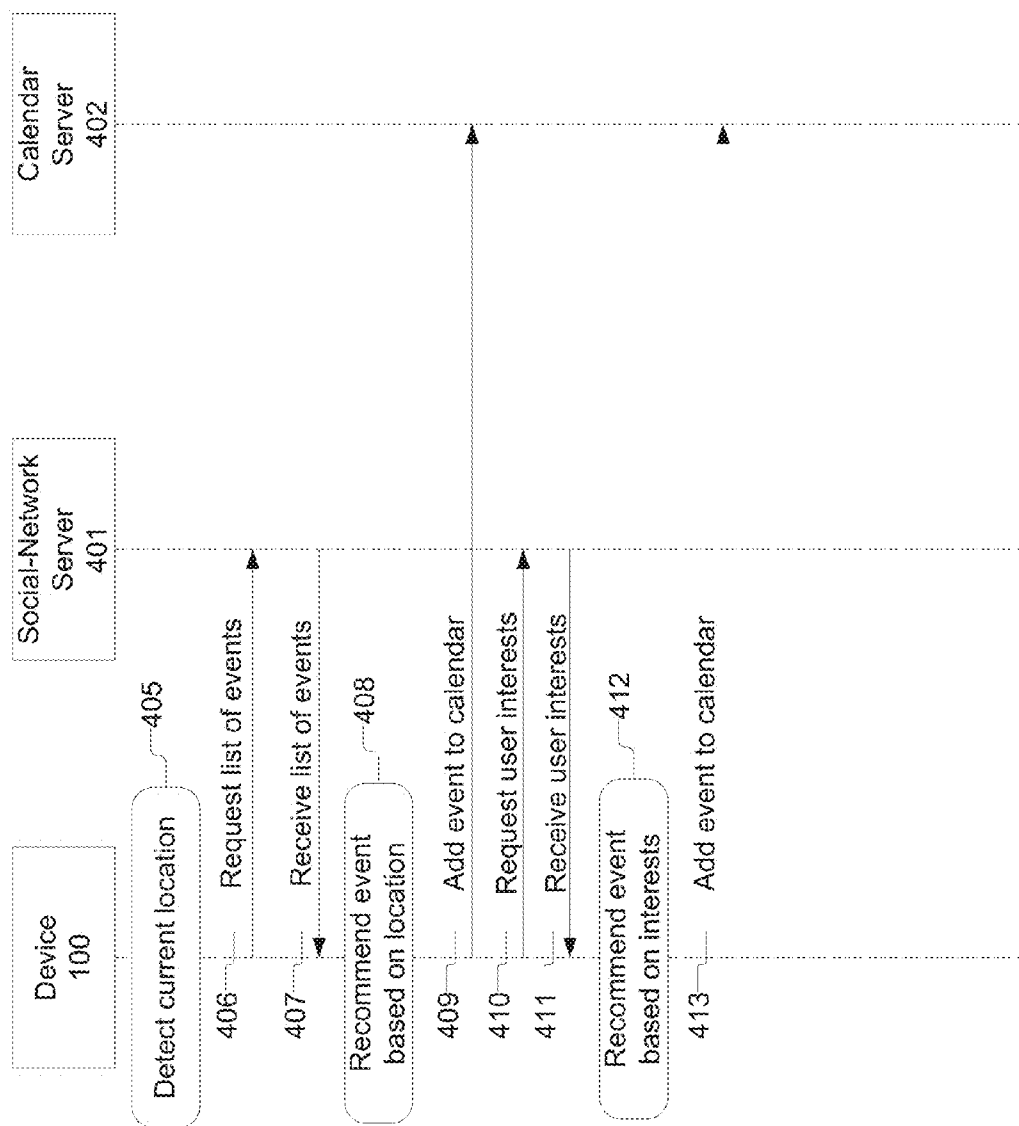 Device
100
Social-Network
Server
401
Calendar
Server
402
Detect current location
405
406
Request list of events
407
Receive list of events
Recommend event
based on location
408
409
Add event to calendar
410
Request user interests
411
Receive user interests
Recommend event
based on interests
412
413
Add event to calendar